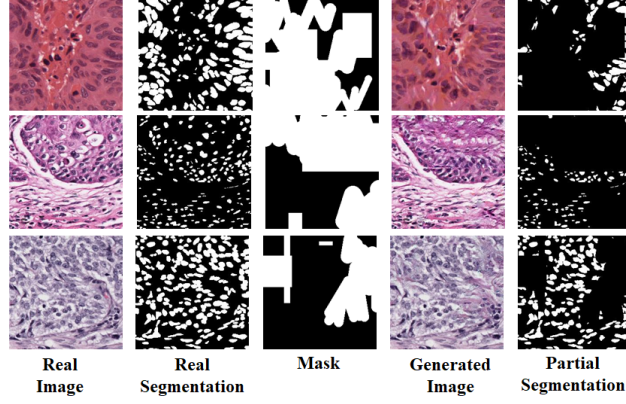 Real
Image
Real
Segmentation
Mask
Generated
Image
Partial
Segmentation